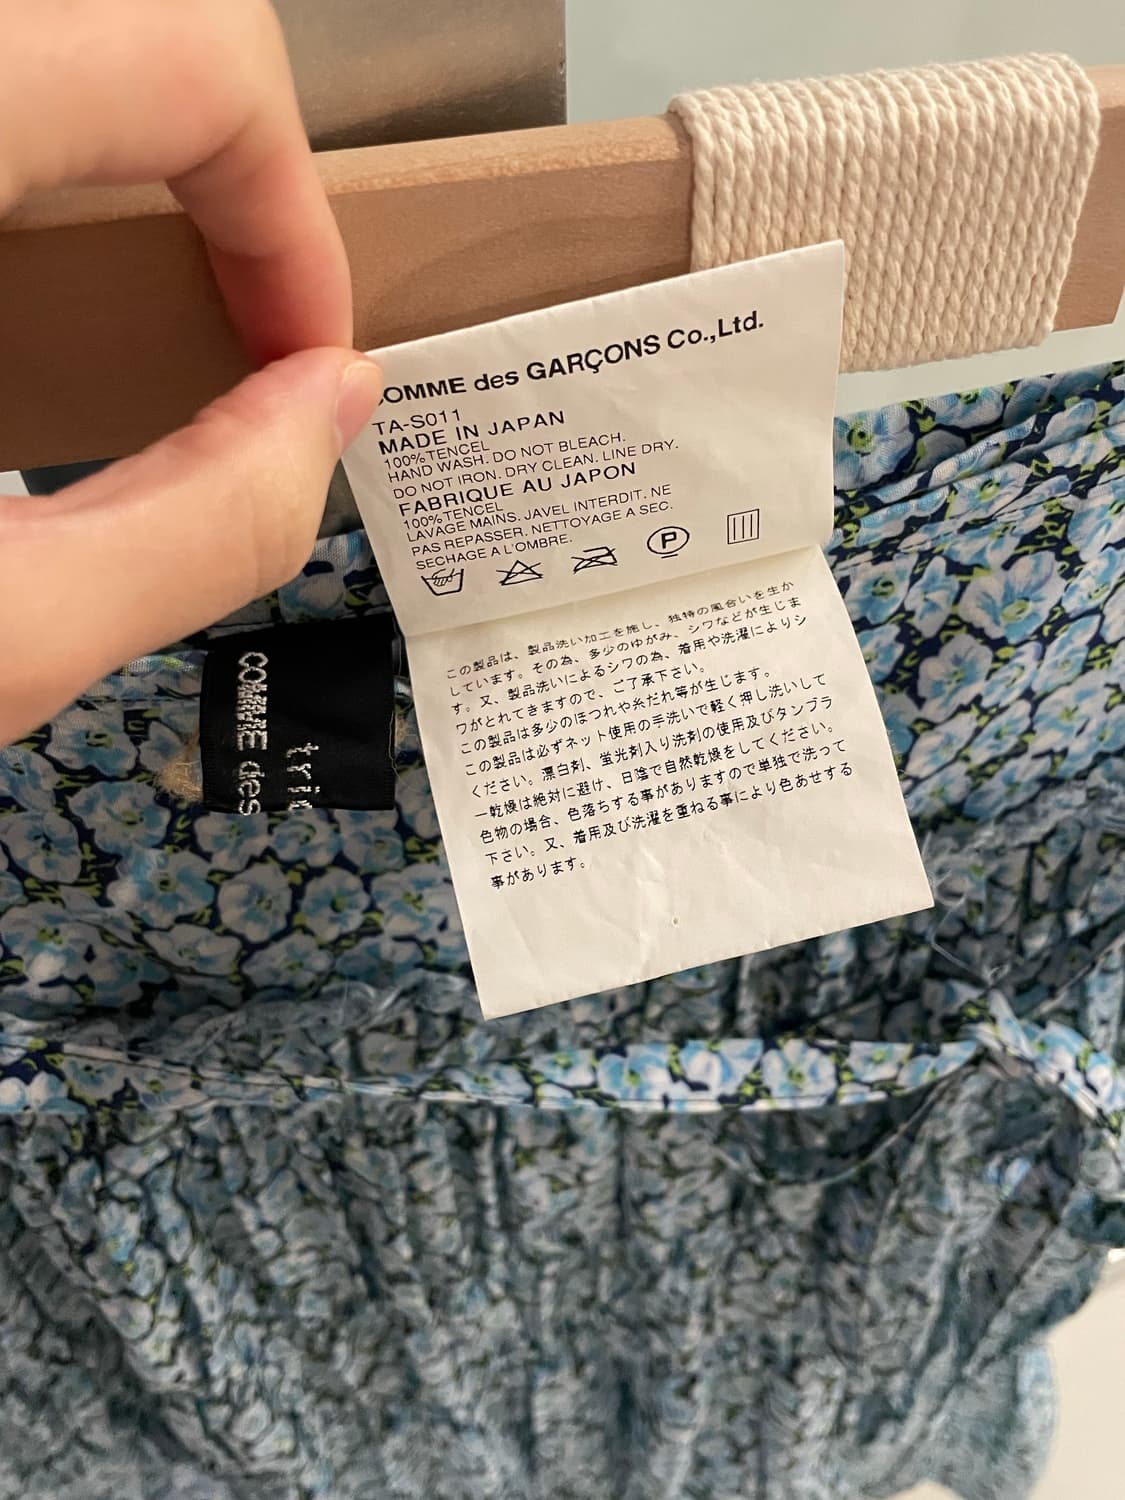 COMME des GARÇONS Co.,Ltd.
TA-S011
MADE IN JAPAN
100% TENCEL
HAND WASH. DO NOT BLEACH.
DO NOT IRON. DRY CLEAN. LINE DRY.
FABRIQUE AU JAPON
100% TENCEL
LAVAGE MAINS. JAVEL INTERDIT. NE
PAS REPASSER. NETTOYAGE A SEC.
SECHAGE A L'OMBRE.
P
この製品は、製品洗い加工を施し、独特の風合いを生か
しています。その為、多少のゆがみ、シワなどが生じま
す。又、製品洗いによるシワの為、着用や洗濯によりシ
ワがとれてきますので、ご了承下さい。
この製品は多少のほつれや糸だれ等が生じます。
この製品は必ずネット使用の手洗いで軽く押し洗いして
ください。漂白剤、蛍光剤入り洗剤の使用及びタンブラ
ー乾燥は絶対に避け、日陰で自然乾燥をしてください。
色物の場合、色落ちする事がありますので単独で洗って
下さい。又、着用及び洗濯を重ねる事により色あせする
事があります。
COMME des